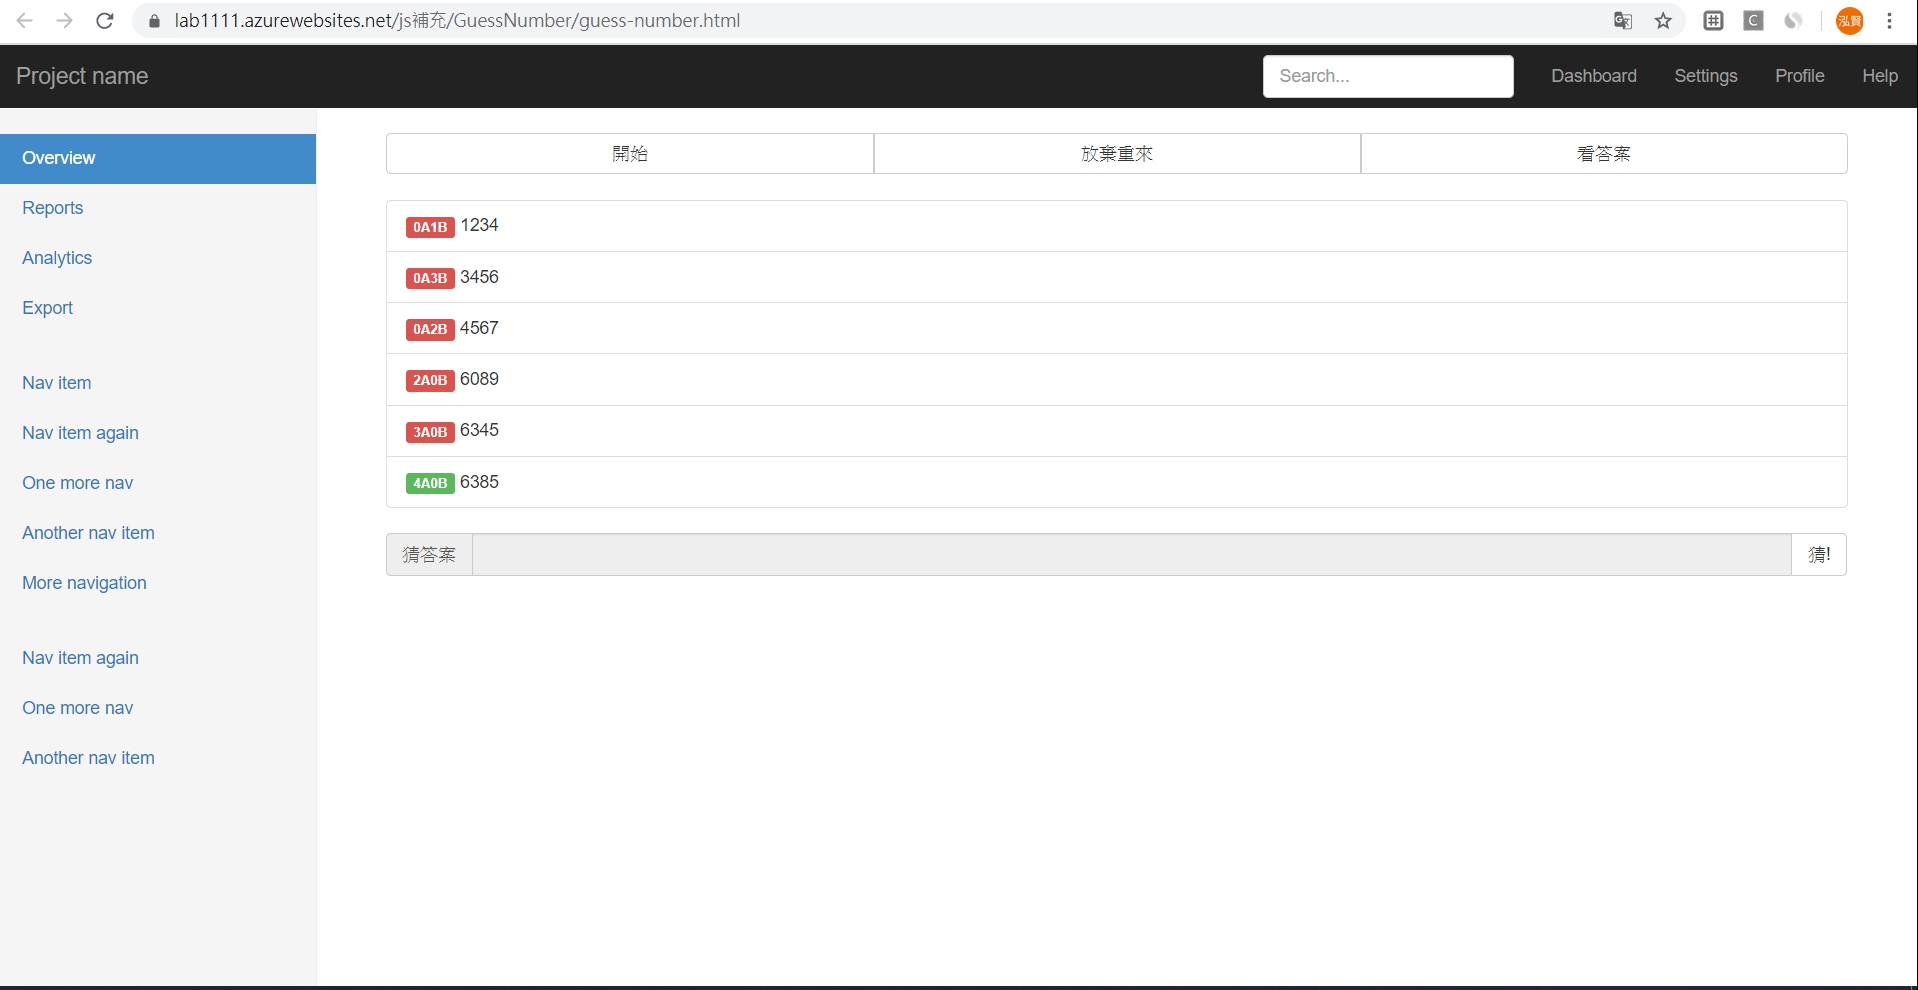 lab1111.azurewebsites.net/js補充/GuessNumber/guess-number.html
泓賢
Project name
Search...
Dashboard
Settings
Profile
Help
Overview
Reports
Analytics
Export
Nav item
Nav item again
One more nav
Another nav item
More navigation
Nav item again
One more nav
Another nav item
開始
放棄重來
看答案
0A1B 1234
0A3B 3456
0A2B 4567
2A0B 6089
3A0B 6345
4A0B 6385
猜答案
猜!